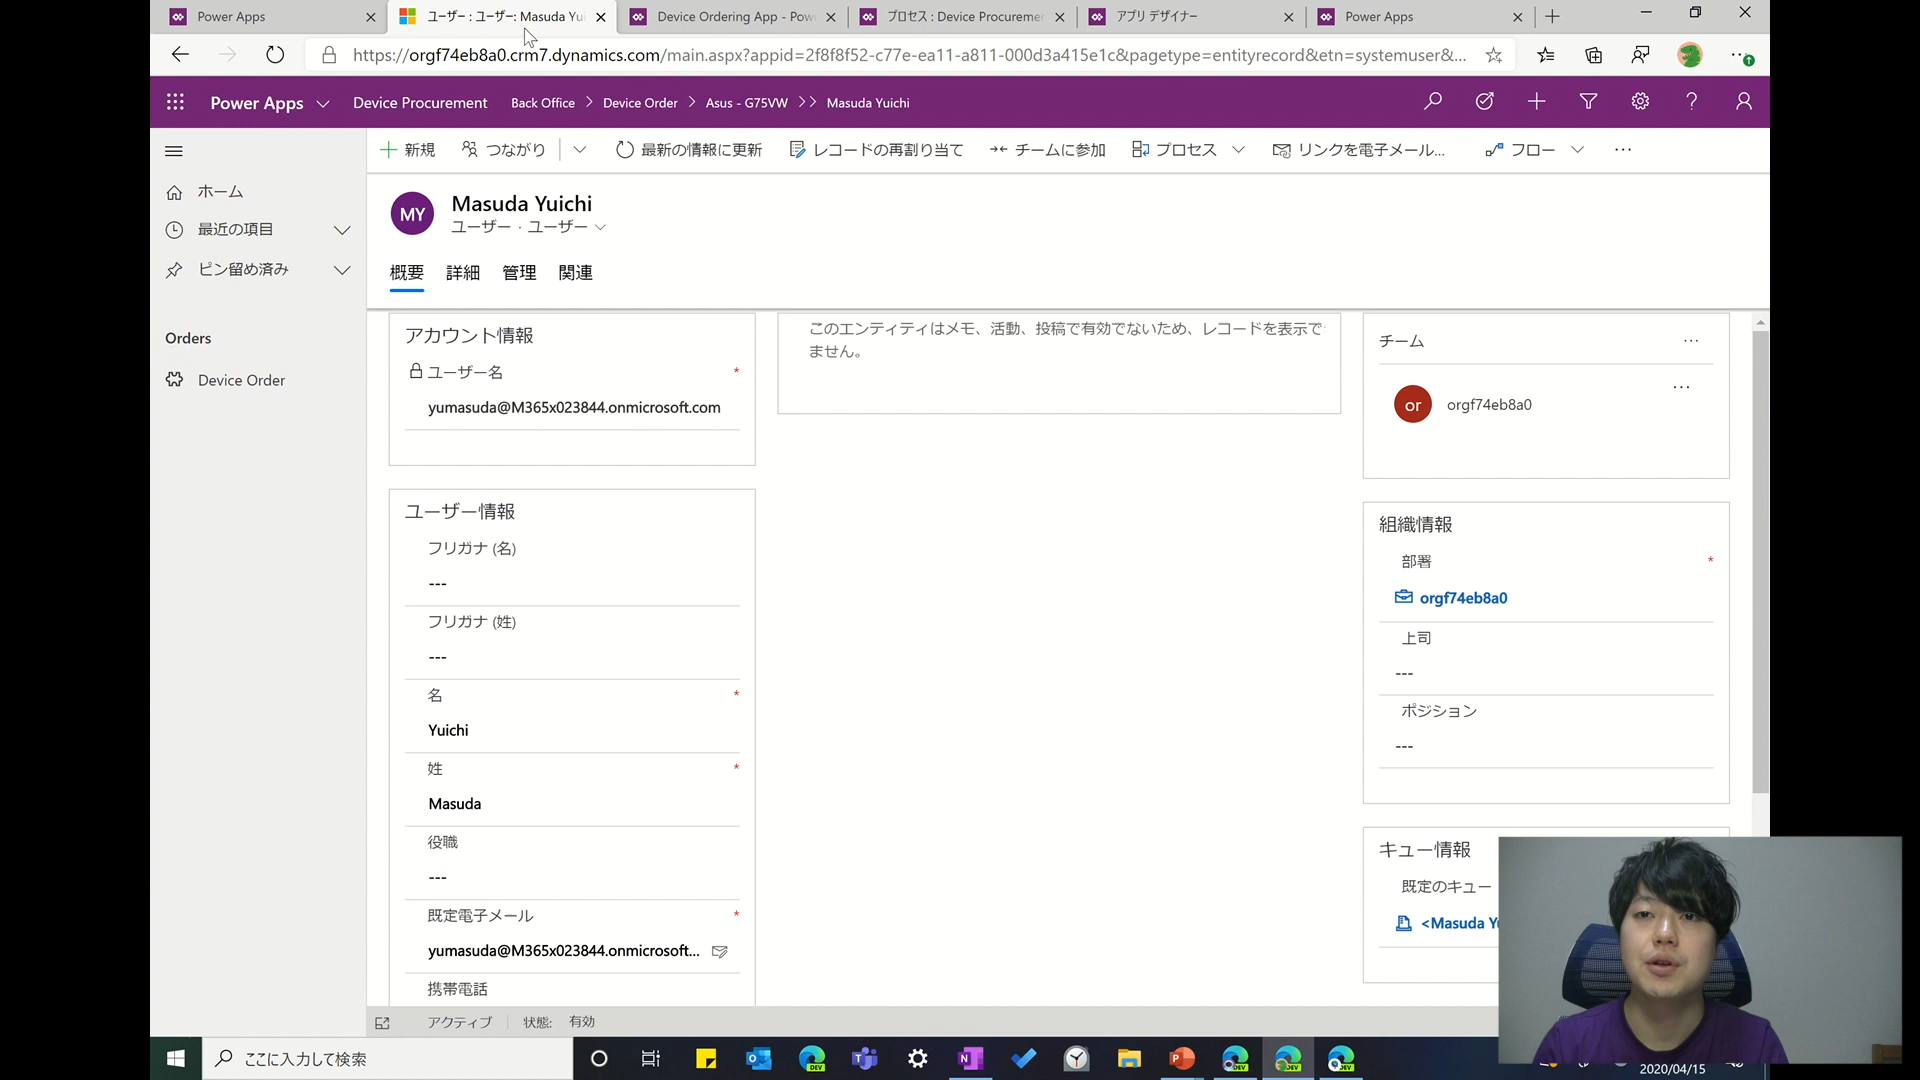 Power Apps
ユーザー : ユーザー: Masuda Yui
Device Ordering App - Pow
プロセス : Device Procuremen
アプリ デザイナー
Power Apps
https://orgf74eb8a0.crm7.dynamics.com/main.aspx?appid=2f8f8f52-c77e-ea11-a811-000d3a415e1c&pagetype=entityrecord&etn=systemuser&...
Power Apps
Device Procurement
Back Office > Device Order > Asus - G75VW >> Masuda Yuichi
新規
つながり
最新の情報に更新
レコードの再割り当て
チームに参加
プロセス
リンクを電子メール...
フロー
ホーム
最近の項目
ピン留め済み
Orders
Device Order
MY
Masuda Yuichi
ユーザー · ユーザー
概要 詳細 管理 関連
アカウント情報
ユーザー名 *
yumasuda@M365x023844.onmicrosoft.com
ユーザー情報
フリガナ (名)
---
フリガナ (姓)
---
名 *
Yuichi
姓 *
Masuda
役職
---
既定電子メール *
yumasuda@M365x023844.onmicrosoft...
携帯電話
このエンティティはメモ、活動、投稿で有効でないため、レコードを表示で
ません。
チーム
or
orgf74eb8a0
組織情報
部署 *
orgf74eb8a0
上司
---
ポジション
---
キュー情報
既定のキュー
<Masuda Yu
アクティブ
状態: 有効
ここに入力して検索
DEV
DEV
DEV
DEV
2020/04/15